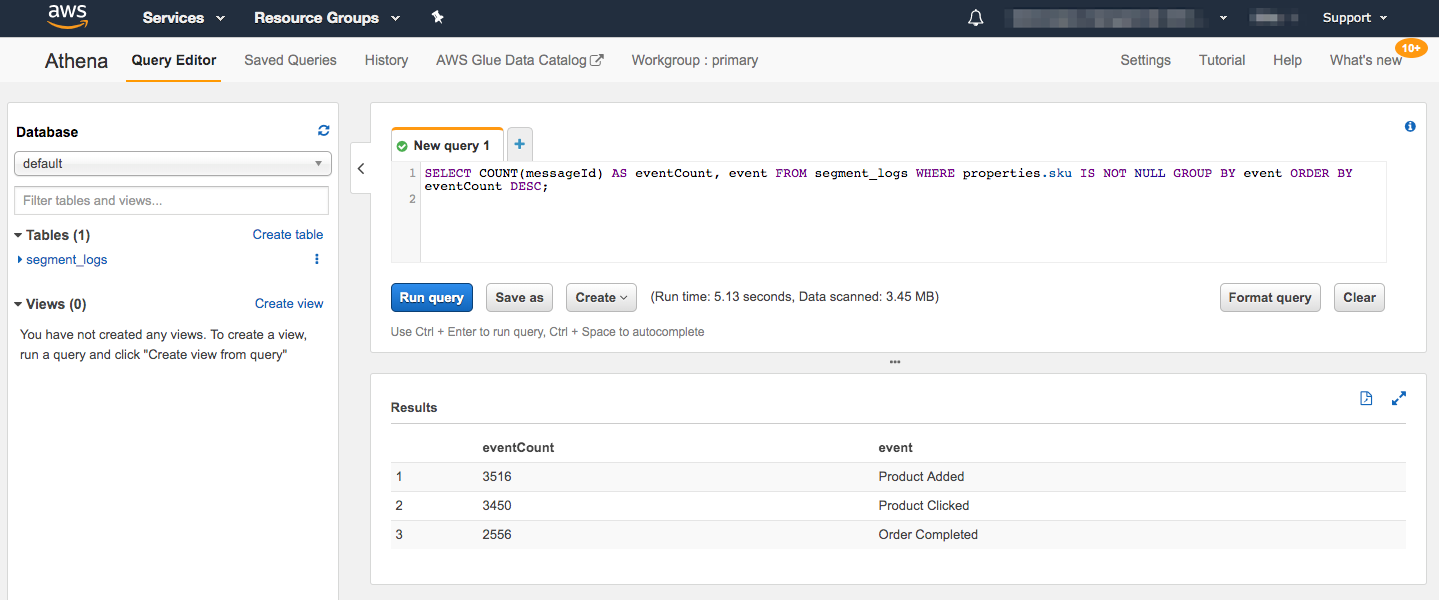 aws Services Resource Groups Support
Athena Query Editor Saved Queries History AWS Glue Data Catalog Workgroup : primary Settings Tutorial Help What's new 10+
Database
default
Filter tables and views...
Tables (1) Create table
segment_logs
Views (0) Create view
You have not created any views. To create a view,
run a query and click "Create view from query"
New query 1 +
1 SELECT COUNT(messageId) AS eventCount, event FROM segment_logs WHERE properties.sku IS NOT NULL GROUP BY event ORDER BY
eventCount DESC;
2
Run query Save as Create (Run time: 5.13 seconds, Data scanned: 3.45 MB) Format query Clear
Use Ctrl + Enter to run query, Ctrl + Space to autocomplete
Results
eventCount event
1 3516 Product Added
2 3450 Product Clicked
3 2556 Order Completed